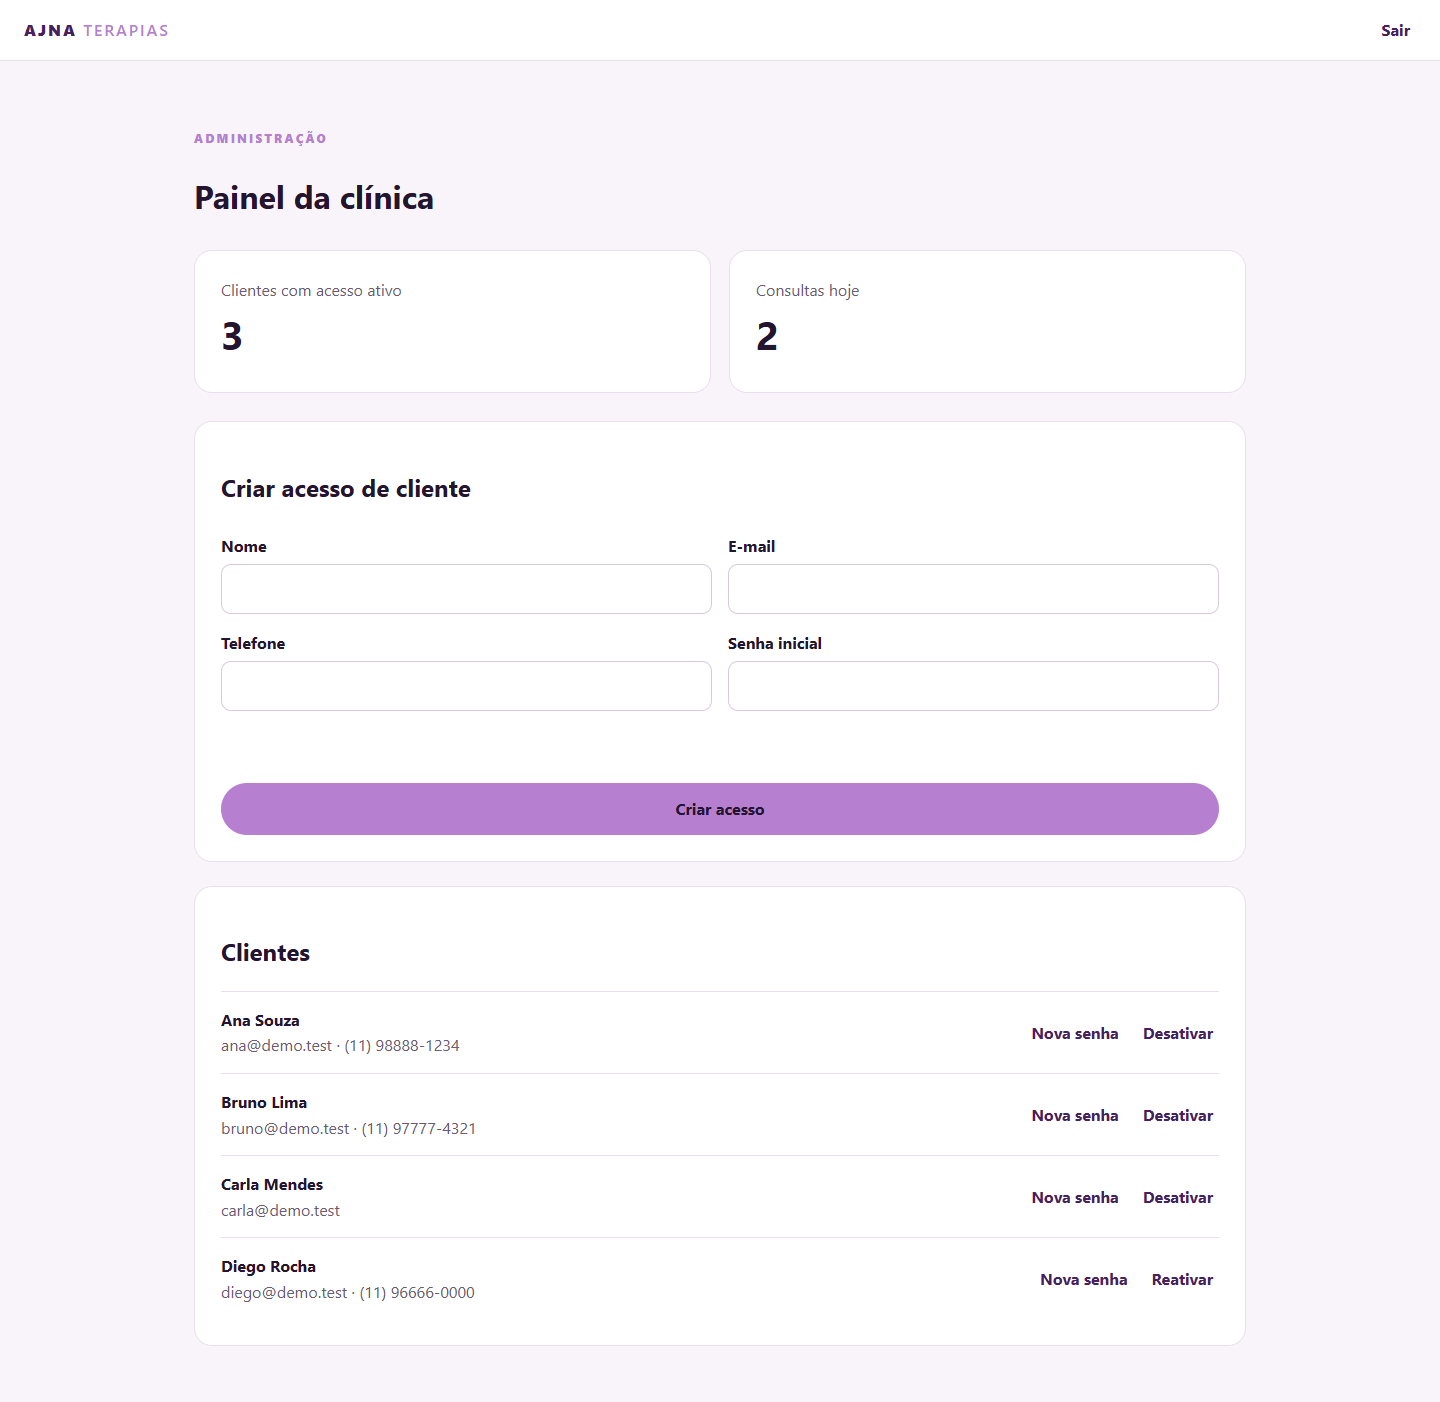 AJNA TERAPIAS
Sair
ADMINISTRAÇÃO
Painel da clínica
Clientes com acesso ativo
3
Consultas hoje
2
Criar acesso de cliente
Nome
E-mail
Telefone
Senha inicial
Criar acesso
Clientes
Ana Souza
ana@demo.test · (11) 98888-1234
Nova senha
Desativar
Bruno Lima
bruno@demo.test · (11) 97777-4321
Nova senha
Desativar
Carla Mendes
carla@demo.test
Nova senha
Desativar
Diego Rocha
diego@demo.test · (11) 96666-0000
Nova senha
Reativar